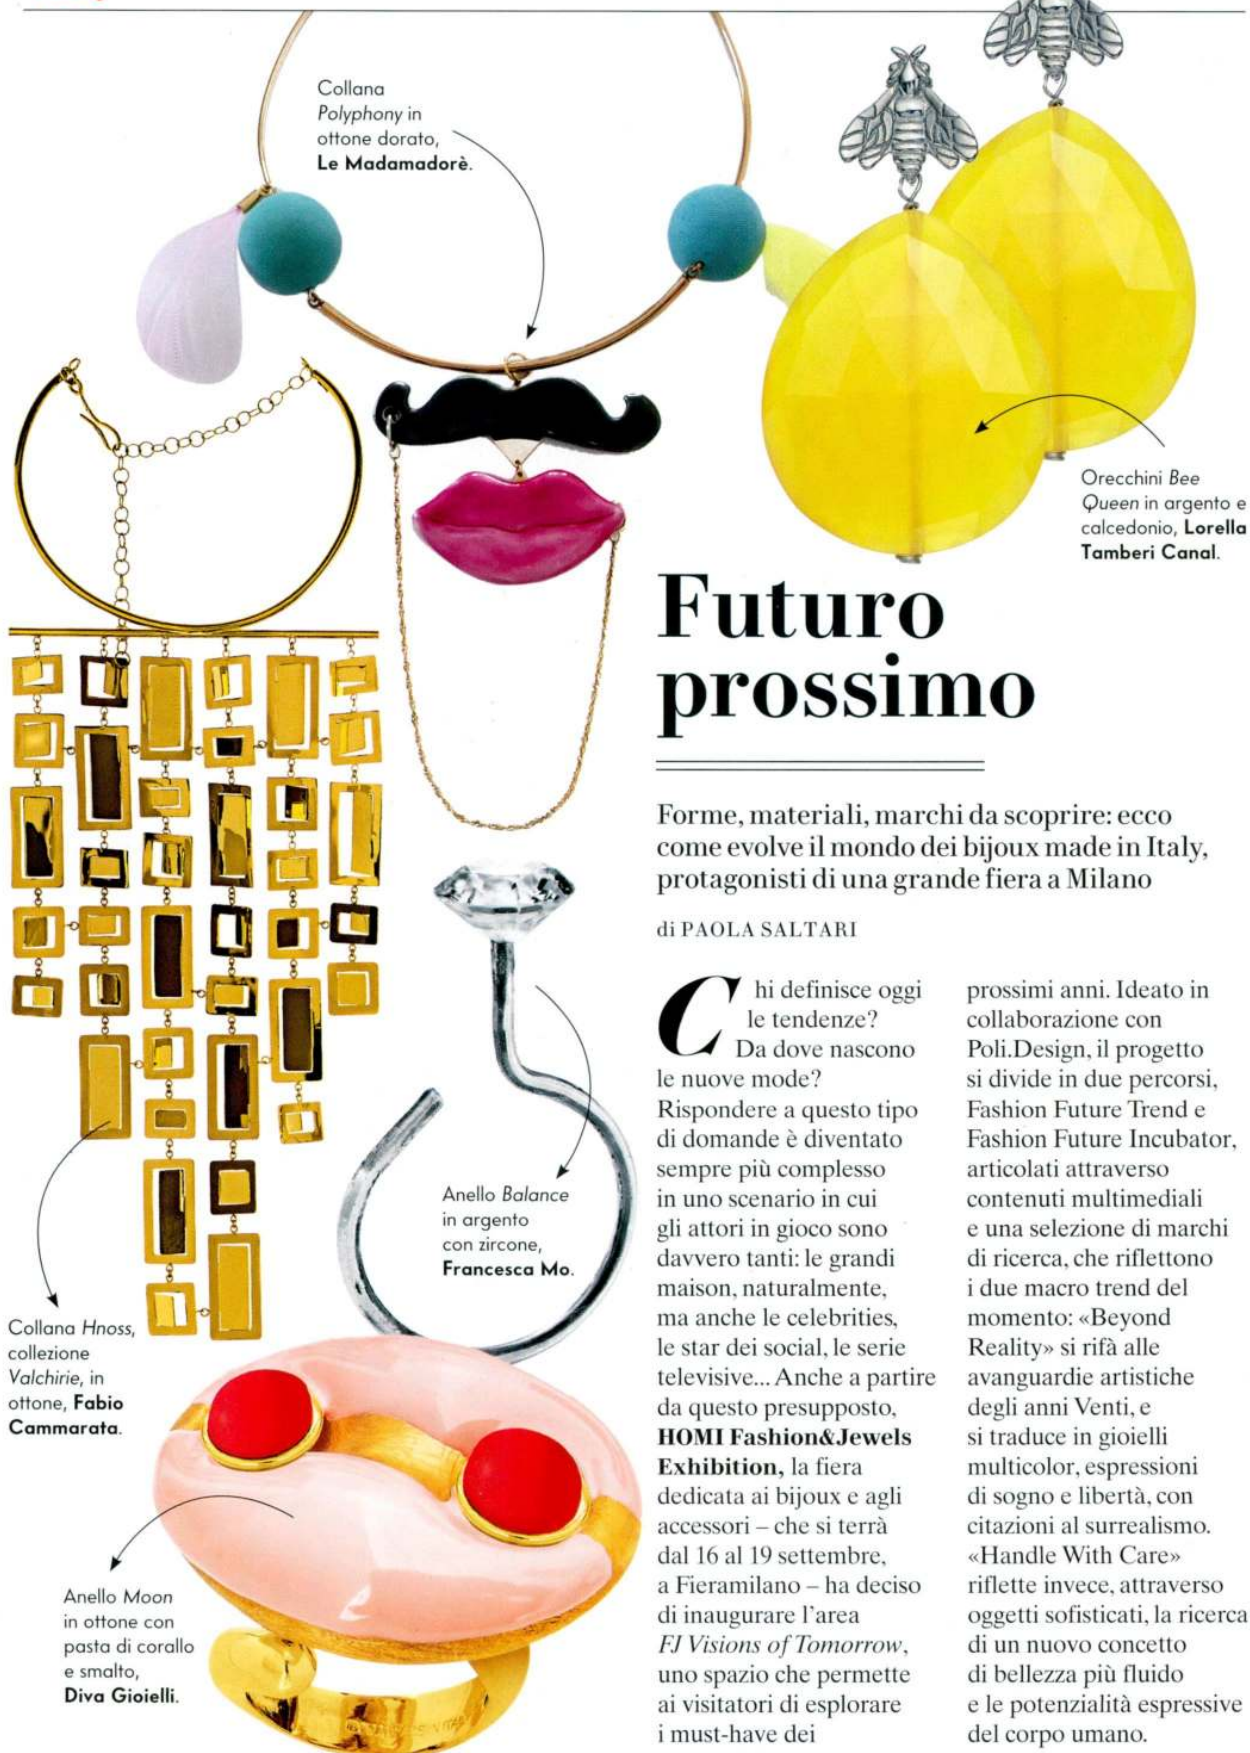 Collana
Polyphony in
ottone dorato,
Le Madamadorè.
Orecchini Bee
Queen in argento e
calcedonio, Lorella
Tamberi Canal.
Futuro
prossimo
Forme, materiali, marchi da scoprire: ecco
come evolve il mondo dei bijoux made in Italy,
protagonisti di una grande fiera a Milano
di PAOLA SALTARI
Chi definisce oggi
le tendenze?
Da dove nascono
le nuove mode?
Rispondere a questo tipo
di domande è diventato
sempre più complesso
in uno scenario in cui
gli attori in gioco sono
davvero tanti: le grandi
maison, naturalmente,
ma anche le celebrities,
le star dei social, le serie
televisive... Anche a partire
da questo presupposto,
HOMI Fashion&Jewels
Exhibition, la fiera
dedicata ai bijoux e agli
accessori – che si terrà
dal 16 al 19 settembre,
a Fieramilano – ha deciso
di inaugurare l'area
FJ Visions of Tomorrow,
uno spazio che permette
ai visitatori di esplorare
i must-have dei
prossimi anni. Ideato in
collaborazione con
Poli.Design, il progetto
si divide in due percorsi,
Fashion Future Trend e
Fashion Future Incubator,
articolati attraverso
contenuti multimediali
e una selezione di marchi
di ricerca, che riflettono
i due macro trend del
momento: «Beyond
Reality» si rifà alle
avanguardie artistiche
degli anni Venti, e
si traduce in gioielli
multicolor, espressioni
di sogno e libertà, con
citazioni al surrealismo.
«Handle With Care»
riflette invece, attraverso
oggetti sofisticati, la ricerca
di un nuovo concetto
di bellezza più fluido
e le potenzialità espressive
del corpo umano.
Anello Balance
in argento
con zircone,
Francesca Mo.
Collana Hnoss,
collezione
Valchirie, in
ottone, Fabio
Cammarata.
Anello Moon
in ottone con
pasta di corallo
e smalto,
Diva Gioielli.